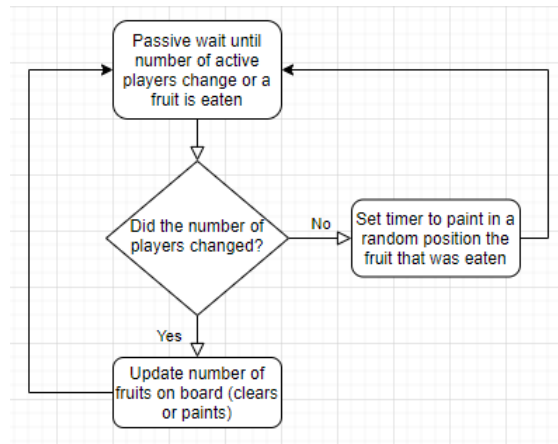 Passive wait until
number of active
players change or a
fruit is eaten
Did the number of
players changed?
No
Set timer to paint in a
random position the
fruit that was eaten
Yes
Update number of
fruits on board (clears
or paints)